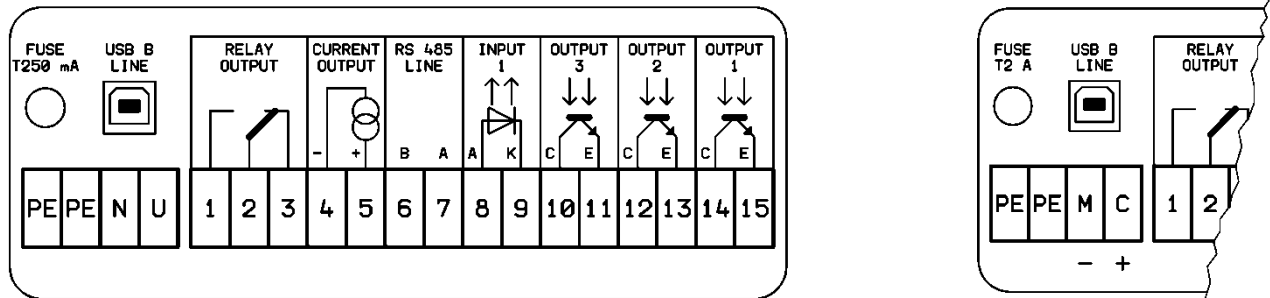 FUSE
T250 mA
USB B
LINE
RELAY
OUTPUT
CURRENT
OUTPUT
RS 485
LINE
INPUT
1
OUTPUT
3
OUTPUT
2
OUTPUT
1
- + B A A K C E C E C E
PE PE N U 1 2 3 4 5 6 7 8 9 10 11 12 13 14 15
FUSE
T2 A
USB B
LINE
RELAY
OUTPUT
PE PE M C 1 2
- +